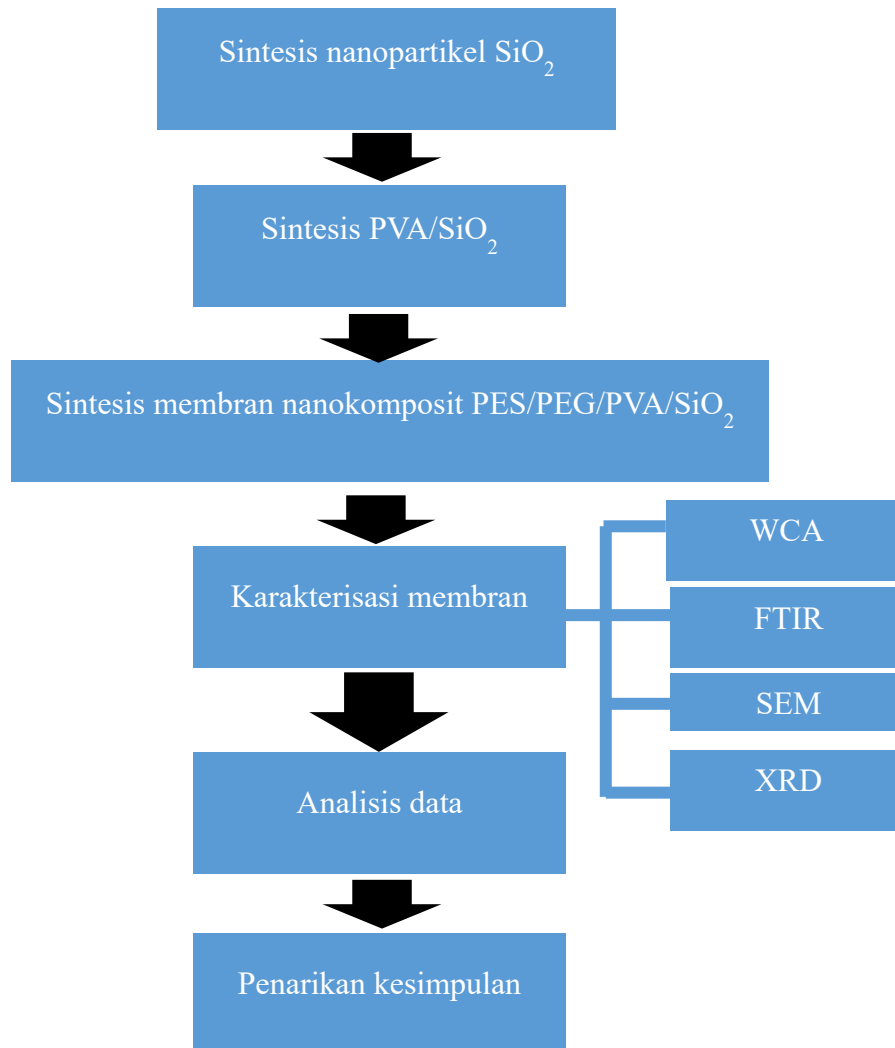 Sintesis nanopartikel SiO₂
Sintesis PVA/SiO₂
Sintesis membran nanokomposit PES/PEG/PVA/SiO₂
Karakterisasi membran
WCA
FTIR
SEM
XRD
Analisis data
Penarikan kesimpulan